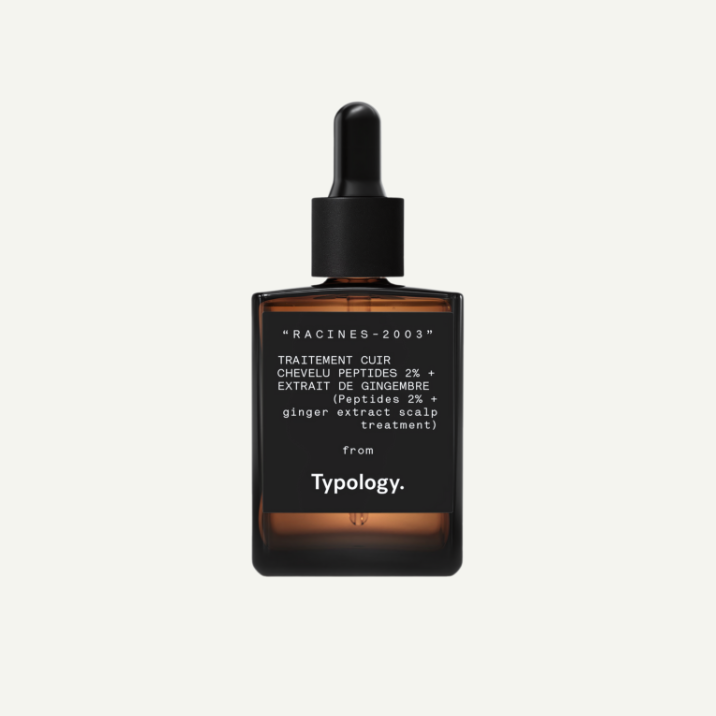 “RACINES-2003”
TRAITEMENT CUIR
CHEVELU PEPTIDES 2% +
EXTRAIT DE GINGEMBRE
(Peptides 2% +
ginger extract scalp
treatment)
from
Typology.